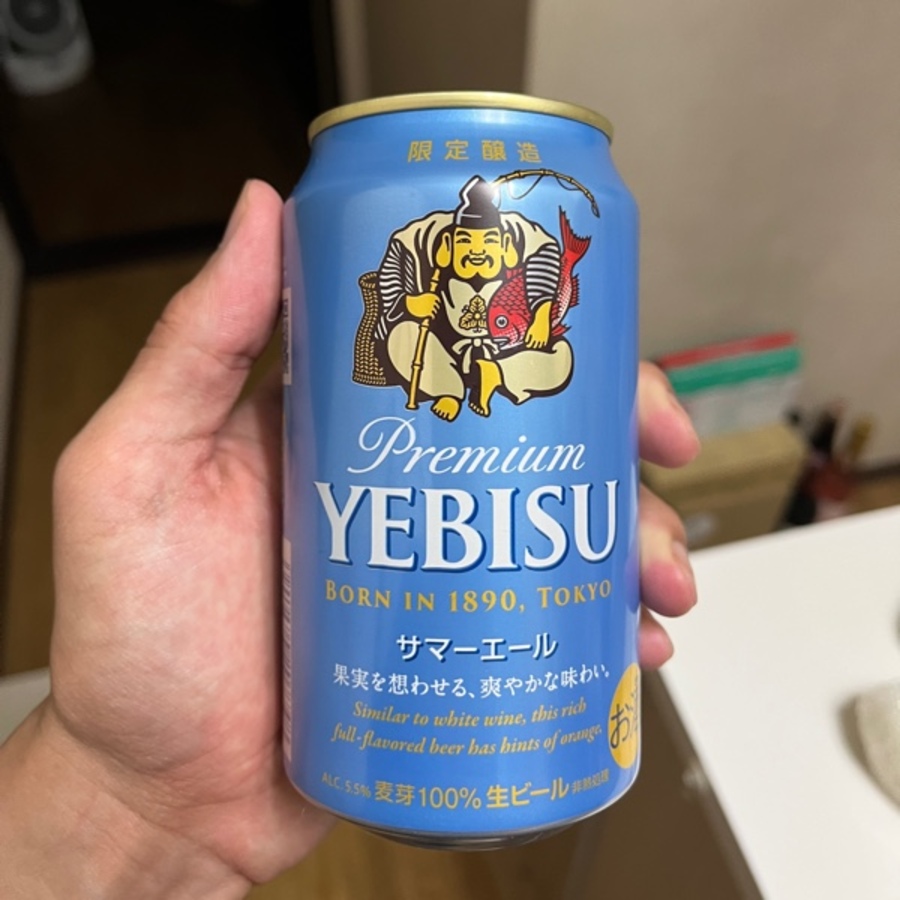 限定醸造
Premium
YEBISU
BORN IN 1890, TOKYO
サマーエール
果実を想わせる、爽やかな味わい。
Similar to white wine, this rich
full-flavored beer has hints of orange.
お酒
ALC. 5.5% 麦芽100% 生ビール 非熱処理